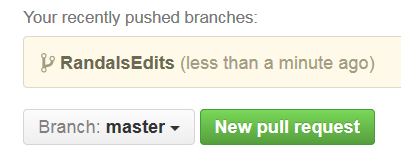 Your recently pushed branches:
RandalsEdits (less than a minute ago)
Branch: master New pull request